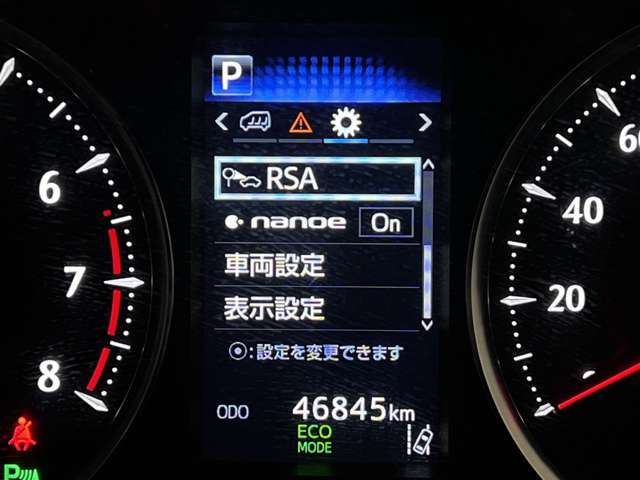 P
RSA
nanoe On
車両設定
表示設定
:設定を変更できます
ODO 46845km
ECO
MODE
6
7
8
P
60
40
20